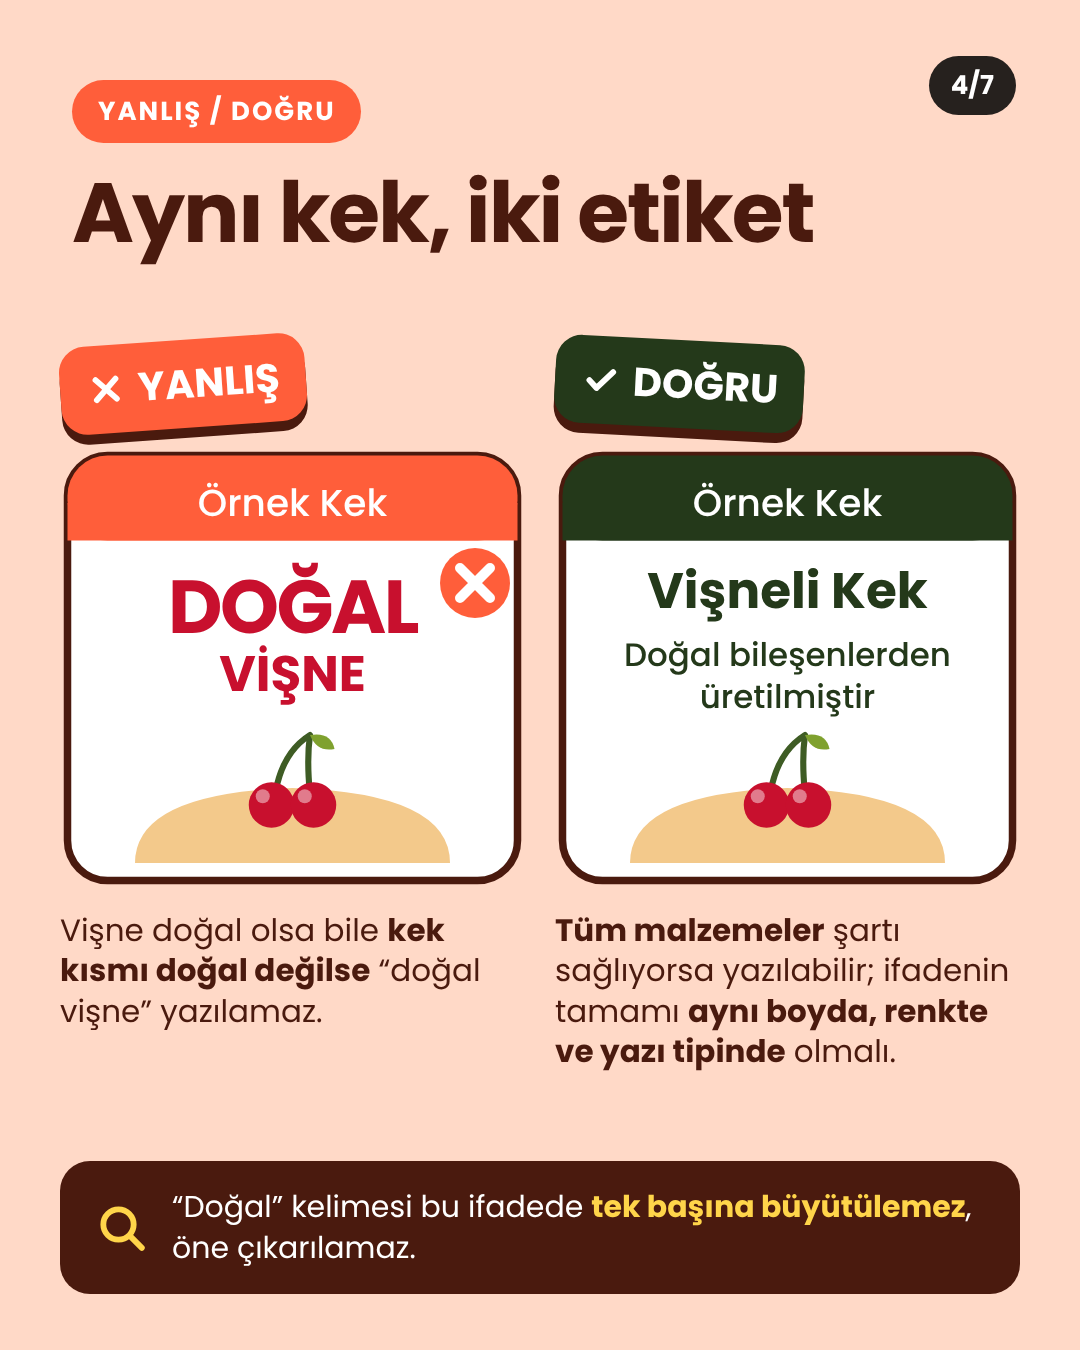 YANLIŞ / DOĞRU
4/7
Aynı kek, iki etiket
YANLIŞ
Örnek Kek
DOĞAL
VİŞNE
Vişne doğal olsa bile kek
kısmı doğal değilse “doğal
vişne” yazılamaz.
DOĞRU
Örnek Kek
Vişneli Kek
Doğal bileşenlerden
üretilmiştir
Tüm malzemeler şartı
sağlıyorsa yazılabilir; ifadenin
tamamı aynı boyda, renkte
ve yazı tipinde olmalı.
“Doğal” kelimesi bu ifadede tek başına büyütülemez,
öne çıkarılamaz.